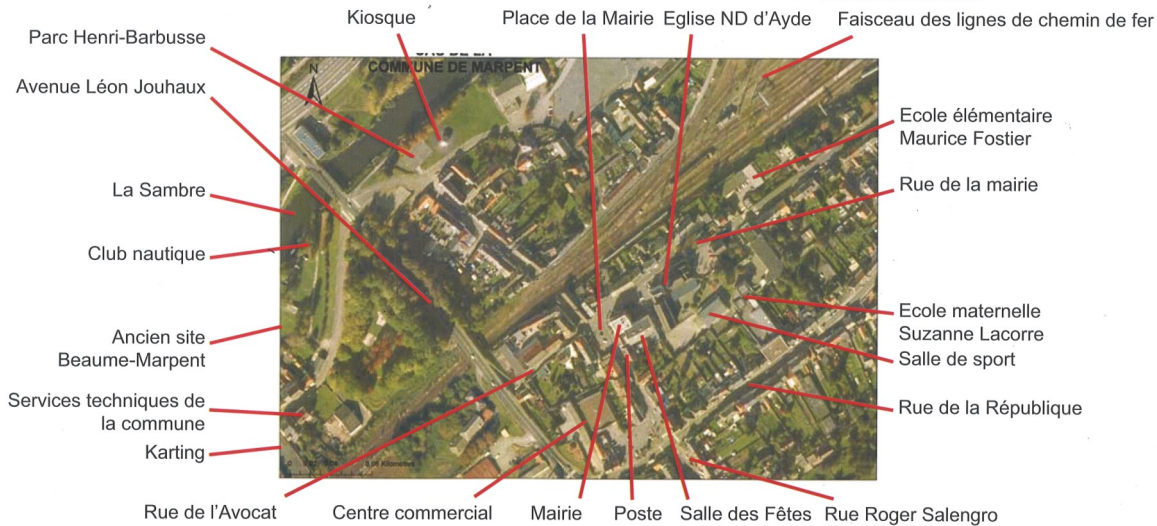 Kiosque
Place de la Mairie
Eglise ND d'Ayde
Faisceau des lignes de chemin de fer
Parc Henri-Barbusse
Avenue Léon Jouhaux
COMMUNE DE MARPENT
N
Ecole élémentaire
Maurice Fostier
La Sambre
Rue de la mairie
Club nautique
Ancien site
Beaume-Marpent
Ecole maternelle
Suzanne Lacorre
Salle de sport
Services techniques de
la commune
Rue de la République
Karting
Rue de l'Avocat
Centre commercial
Mairie
Poste
Salle des Fêtes
Rue Roger Salengro